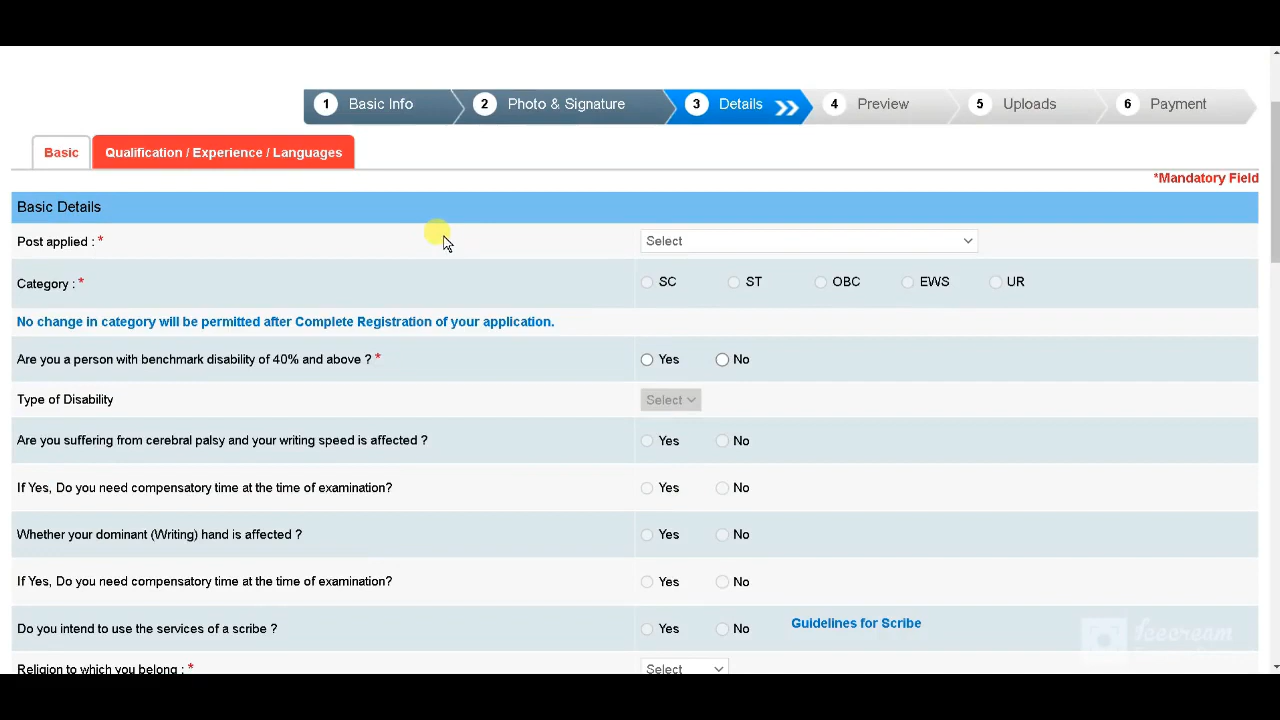 1 Basic Info 2 Photo & Signature 3 Details 4 Preview 5 Uploads 6 Payment
Basic Qualification / Experience / Languages
*Mandatory Field
Basic Details
Post applied : * Select
Category : * SC ST OBC EWS UR
No change in category will be permitted after Complete Registration of your application.
Are you a person with benchmark disability of 40% and above ? * Yes No
Type of Disability Select
Are you suffering from cerebral palsy and your writing speed is affected ? Yes No
If Yes, Do you need compensatory time at the time of examination? Yes No
Whether your dominant (Writing) hand is affected ? Yes No
If Yes, Do you need compensatory time at the time of examination? Yes No
Do you intend to use the services of a scribe ? Yes No Guidelines for Scribe
Icecream
Religion to which you belong : * Select